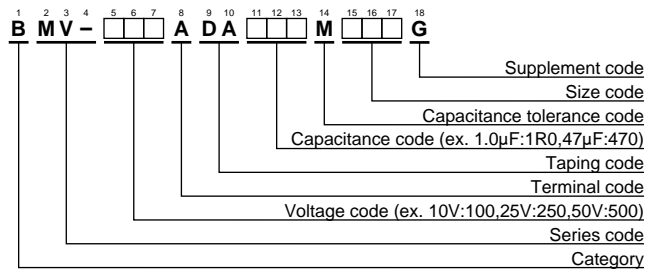 1 2 3 4 5 6 7 8 9 10 11 12 13 14 15 16 17 18
B MV– A DA M G
Supplement code
Size code
Capacitance tolerance code
Capacitance code (ex. 1.0µF:1R0,47µF:470)
Taping code
Terminal code
Voltage code (ex. 10V:100,25V:250,50V:500)
Series code
Category